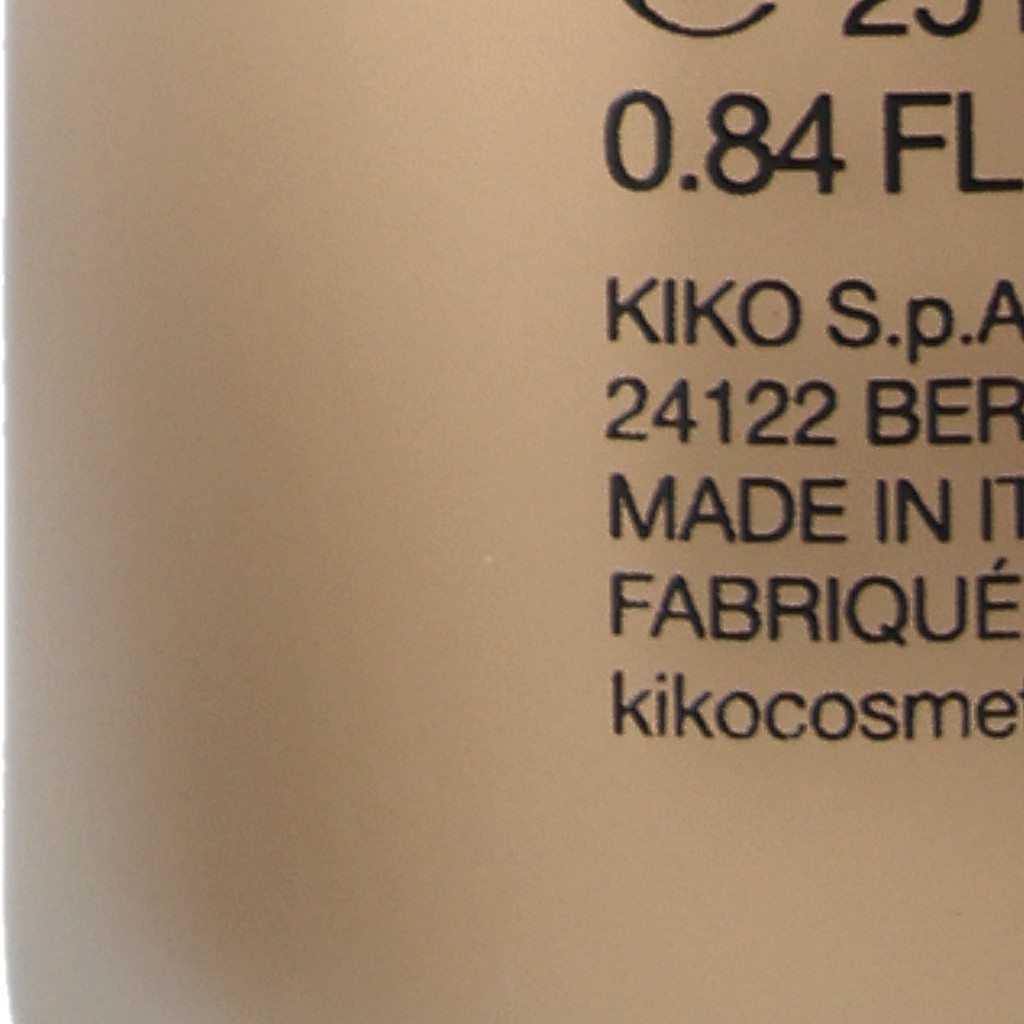 0.84 FL
KIKO S.p.A
24122 BER
MADE IN IT
FABRIQUÉ
kikocosmet